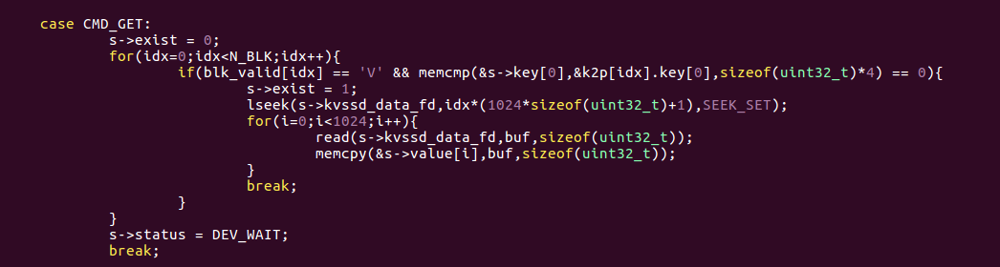 case CMD_GET:
        s->exist = 0;
        for(idx=0;idx<N_BLK;idx++){
                if(blk_valid[idx] == 'V' && memcmp(&s->key[0],&k2p[idx].key[0],sizeof(uint32_t)*4) == 0){
                        s->exist = 1;
                        lseek(s->kvssd_data_fd,idx*(1024*sizeof(uint32_t)+1),SEEK_SET);
                        for(i=0;i<1024;i++){
                                read(s->kvssd_data_fd,buf,sizeof(uint32_t));
                                memcpy(&s->value[i],buf,sizeof(uint32_t));
                        }
                        break;
                }
        }
        s->status = DEV_WAIT;
        break;